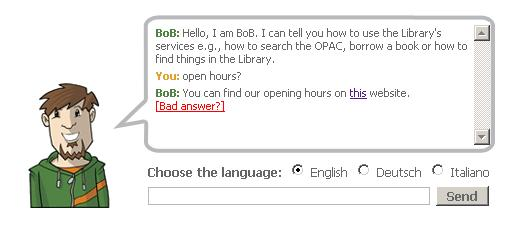 BoB: Hello, I am BoB. I can tell you how to use the Library's
services e.g., how to search the OPAC, borrow a book or how to
find things in the Library.
You: open hours?
BoB: You can find our opening hours on this website.
[Bad answer?]
Choose the language: English Deutsch Italiano
Send